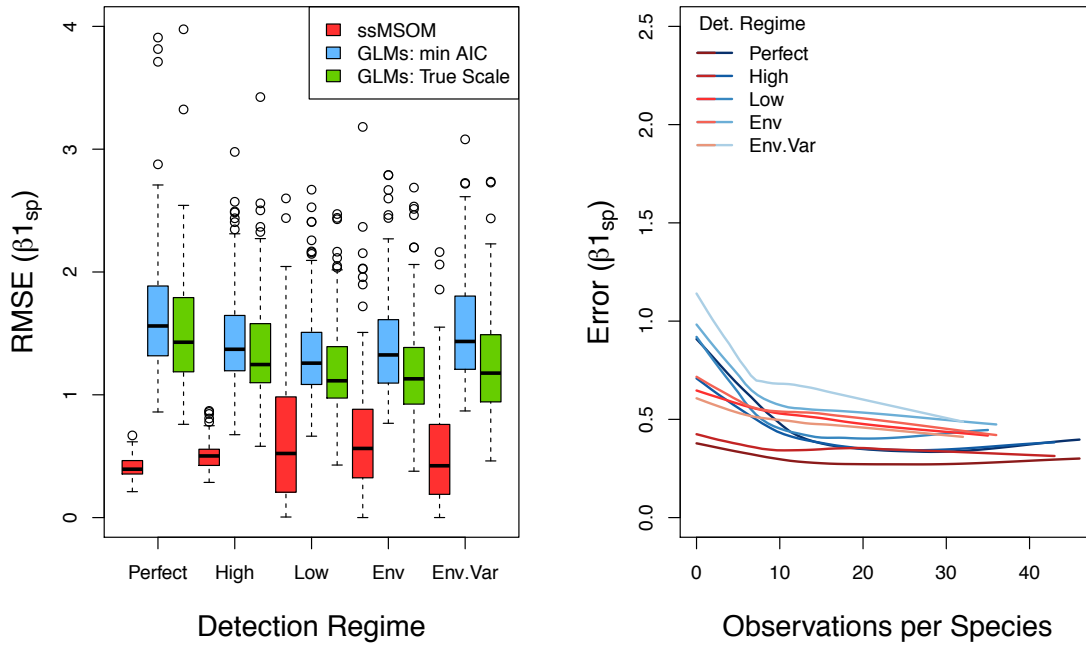 RMSE (β1sp)
4
3
2
1
0
ssMSOM
GLMs: min AIC
GLMs: True Scale
Perfect
High
Low
Env
Env.Var
Detection Regime
Error (β1sp)
2.5
2.0
1.5
1.0
0.5
0.0
Det. Regime
Perfect
High
Low
Env
Env.Var
0
10
20
30
40
Observations per Species